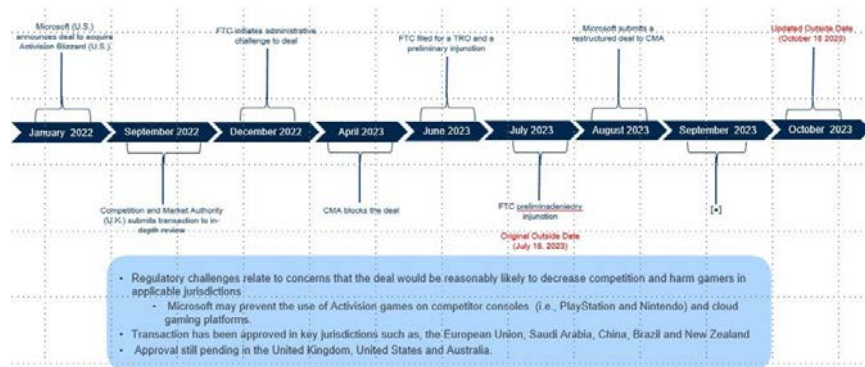 Microsoft (U.S.)
announces deal to acquire
Activision Blizzard (U.S.)
FTC initiates administrative
challenge to deal
FTC filed for a TRO and a
preliminary injunction
Microsoft submits a
restructured deal to CMA
Updated Outside Date
(October 18 2023)
January 2022
September 2022
December 2022
April 2023
June 2023
July 2023
August 2023
September 2023
October 2023
Competition and Market Authority
(U.K.) submits transaction to in-
depth review
CMA blocks the deal
FTC preliminadeniedry
injunction
Original Outside Date
(July 18, 2023)
[•]
• Regulatory challenges relate to concerns that the deal would be reasonably likely to decrease competition and harm gamers in
applicable jurisdictions
- Microsoft may prevent the use of Activision games on competitor consoles (i.e., PlayStation and Nintendo) and cloud
gaming platforms.
• Transaction has been approved in key jurisdictions such as, the European Union, Saudi Arabia, China, Brazil and New Zealand
• Approval still pending in the United Kingdom, United States and Australia.